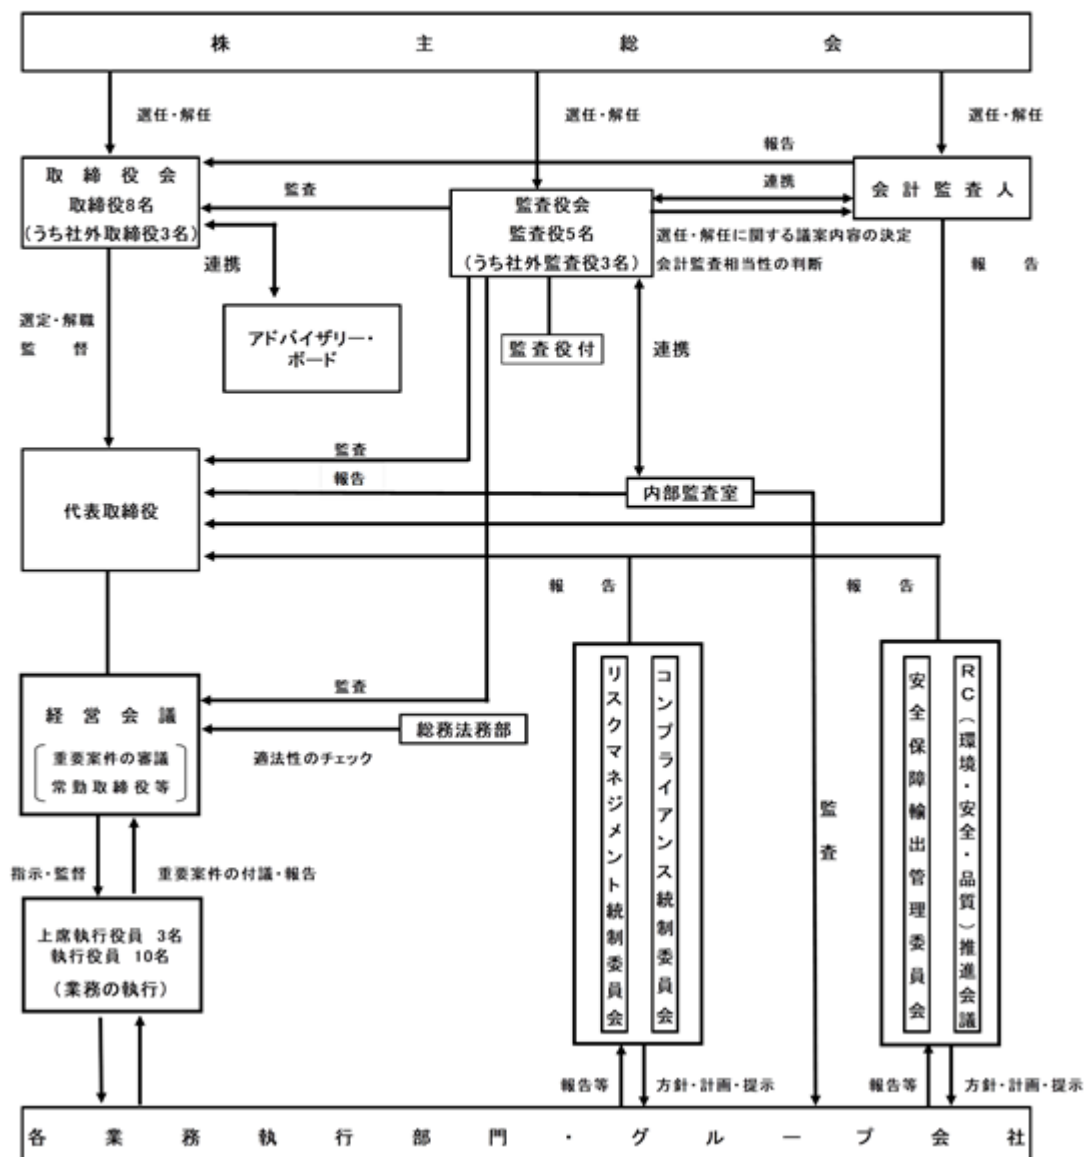 株主総会
選任・解任
選任・解任
選任・解任
報告
取締役会
取締役8名
(うち社外取締役3名)
監査
監査役会
監査役5名
(うち社外監査役3名)
連携
会計監査人
選任・解任に関する議案内容の決定
会計監査相当性の判断
報告
連携
選定・解職
監督
アドバイザリー・
ボード
監査役付
連携
監査
報告
内部監査室
代表取締役
報告
報告
監査
経営会議
重要案件の審議
常勤取締役等
総務法務部
適法性のチェック
リスクマネジメント統制委員会
コンプライアンス統制委員会
監査
安全保障輸出管理委員会
RC(環境・安全・品質)推進会議
指示・監督
重要案件の付議・報告
上席執行役員 3名
執行役員 10名
(業務の執行)
報告等
方針・計画・提示
報告等
方針・計画・提示
各業務執行部門・グループ会社